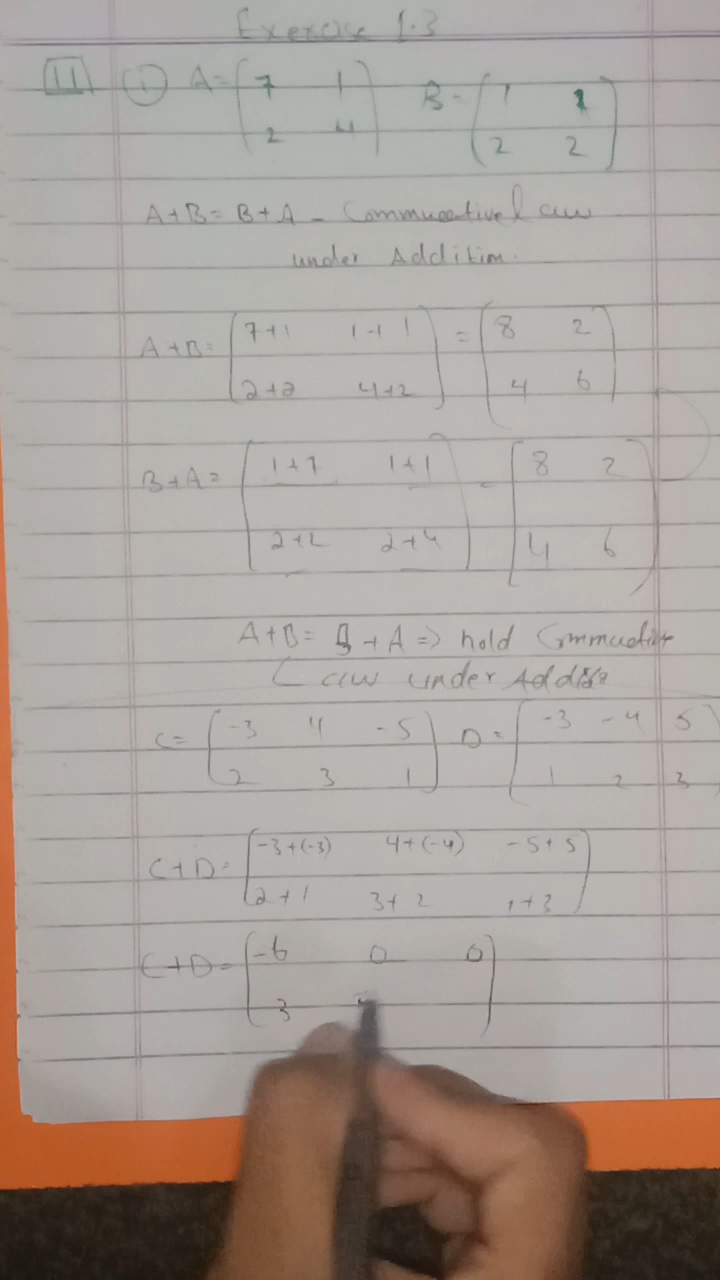 Exercise 1.3
11 (i) A = (7 1 B = (1 1
2 4) 2 2)
A+B = B+A - Commuative Law
under Addition.
A+B = (7+1 1+1 = (8 2
2+2 4+2) 4 6)
B+A = (1+7 1+1 = (8 2
2+2 2+4) 4 6)
A+B = B+A => hold Commuative
Law under Addition
C = (-3 4 -5 D = (-3 -4 5
2 3 1) 1 2 3
C+D = (-3+(-3) 4+(-4) -5+5
2+1 3+2 1+3)
C+D = (-6 0 0
3)